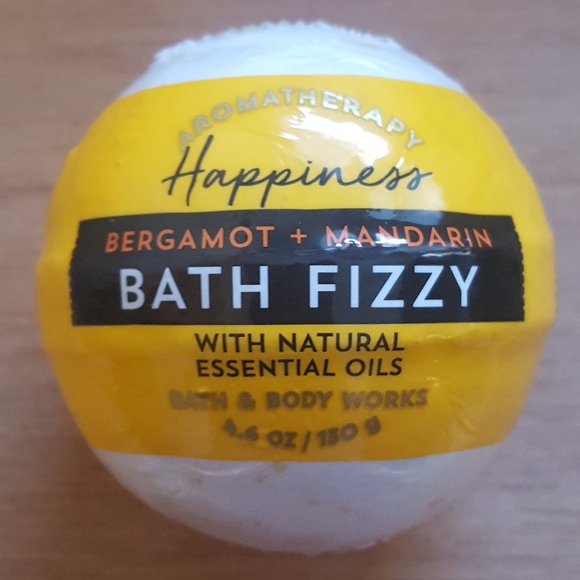 AROMATHERAPY
Happiness
BERGAMOT + MANDARIN
BATH FIZZY
WITH NATURAL
ESSENTIAL OILS
BATH & BODY WORKS
4.6 OZ / 130 g